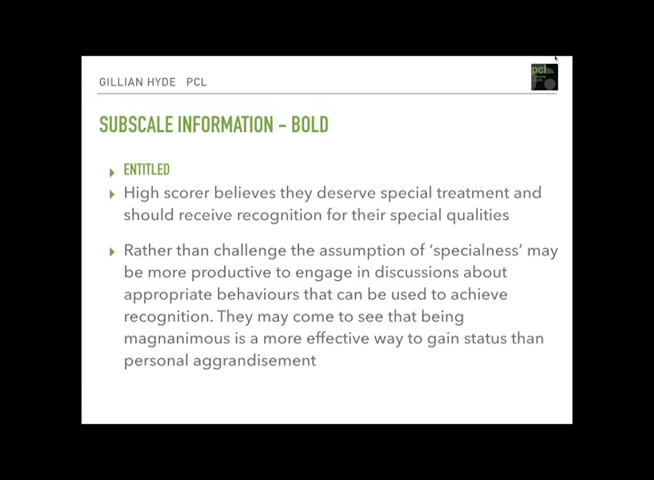 GILLIAN HYDE PCL
pcl
SUBSCALE INFORMATION – BOLD
ENTITLED
High scorer believes they deserve special treatment and
should receive recognition for their special qualities
Rather than challenge the assumption of ‘specialness’ may
be more productive to engage in discussions about
appropriate behaviours that can be used to achieve
recognition. They may come to see that being
magnanimous is a more effective way to gain status than
personal aggrandisement